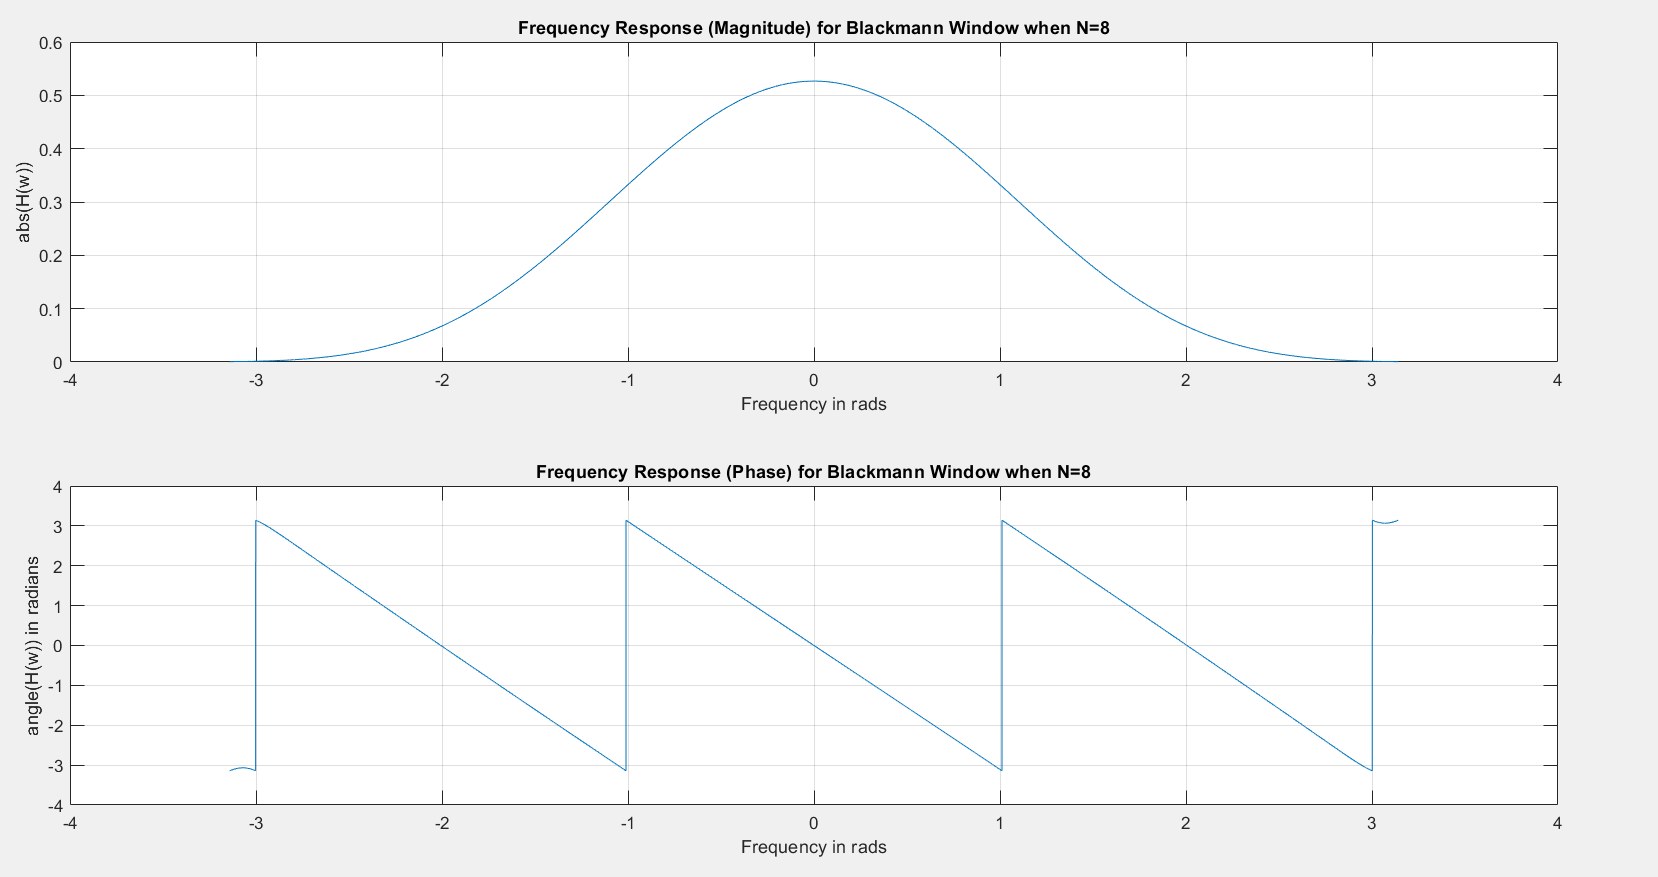 Frequency Response (Magnitude) for Blackmann Window when N=8
0.6
0.5
0.4
0.3
0.2
0.1
0
abs(H(w))
-4 -3 -2 -1 0 1 2 3 4
Frequency in rads
Frequency Response (Phase) for Blackmann Window when N=8
4
3
2
1
0
-1
-2
-3
-4
angle(H(w)) in radians
-4 -3 -2 -1 0 1 2 3 4
Frequency in rads